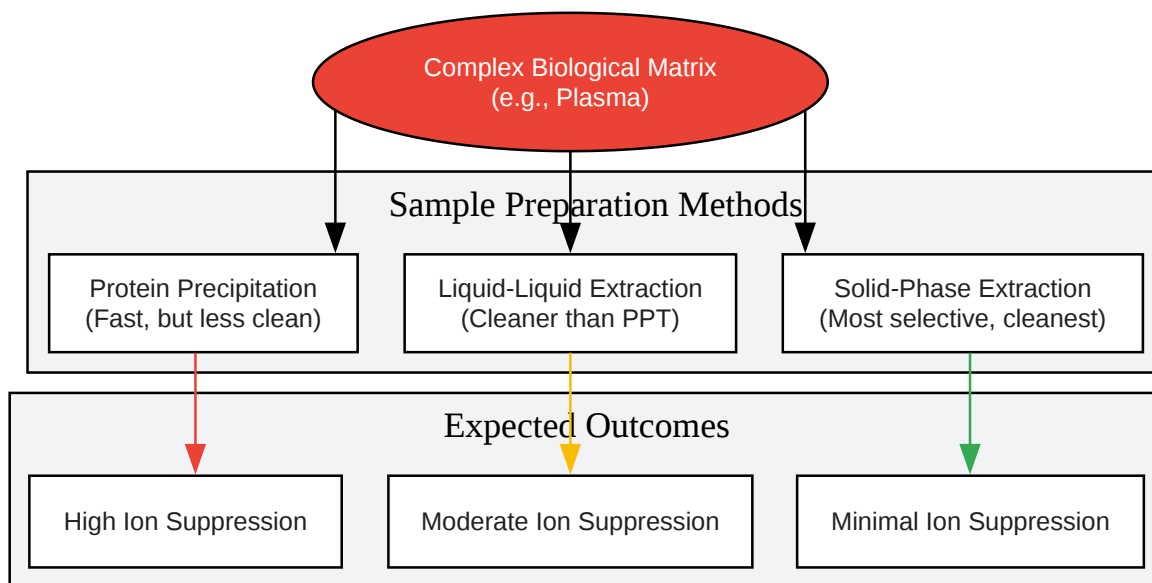 Complex Biological Matrix
(e.g., Plasma)
Sample Preparation Methods
Protein Precipitation
(Fast, but less clean)
Liquid-Liquid Extraction
(Cleaner than PPT)
Solid-Phase Extraction
(Most selective, cleanest)
Expected Outcomes
High Ion Suppression
Moderate Ion Suppression
Minimal Ion Suppression